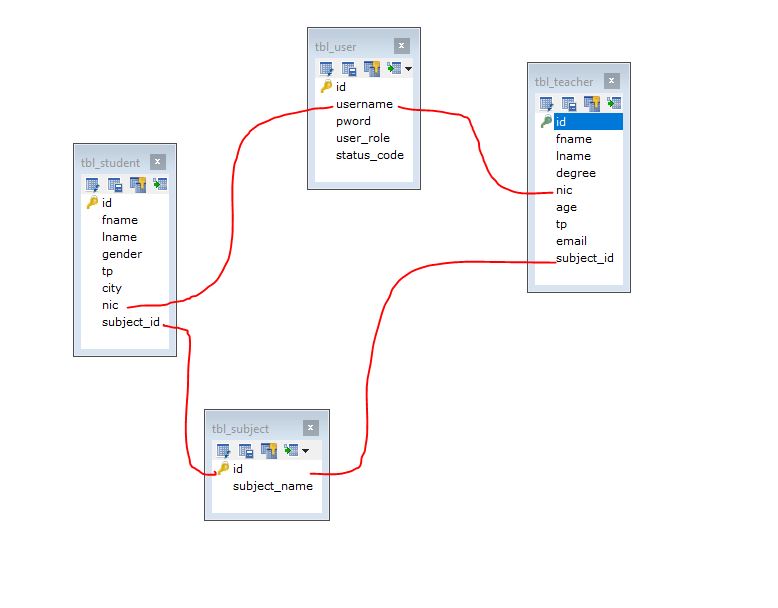 tbl_user
id
username
pword
user_role
status_code
tbl_teacher
id
fname
lname
degree
nic
age
tp
email
subject_id
tbl_student
id
fname
lname
gender
tp
city
nic
subject_id
tbl_subject
id
subject_name